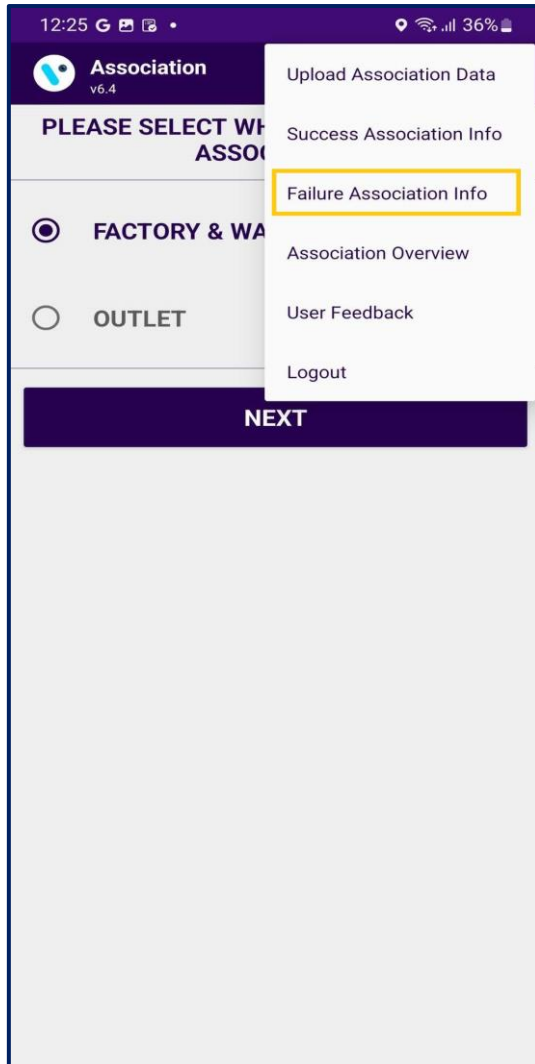 12:25 G
36%
Association
v6.4
PLEASE SELECT WH
ASSO
FACTORY & WA
OUTLET
NEXT
Upload Association Data
Success Association Info
Failure Association Info
Association Overview
User Feedback
Logout